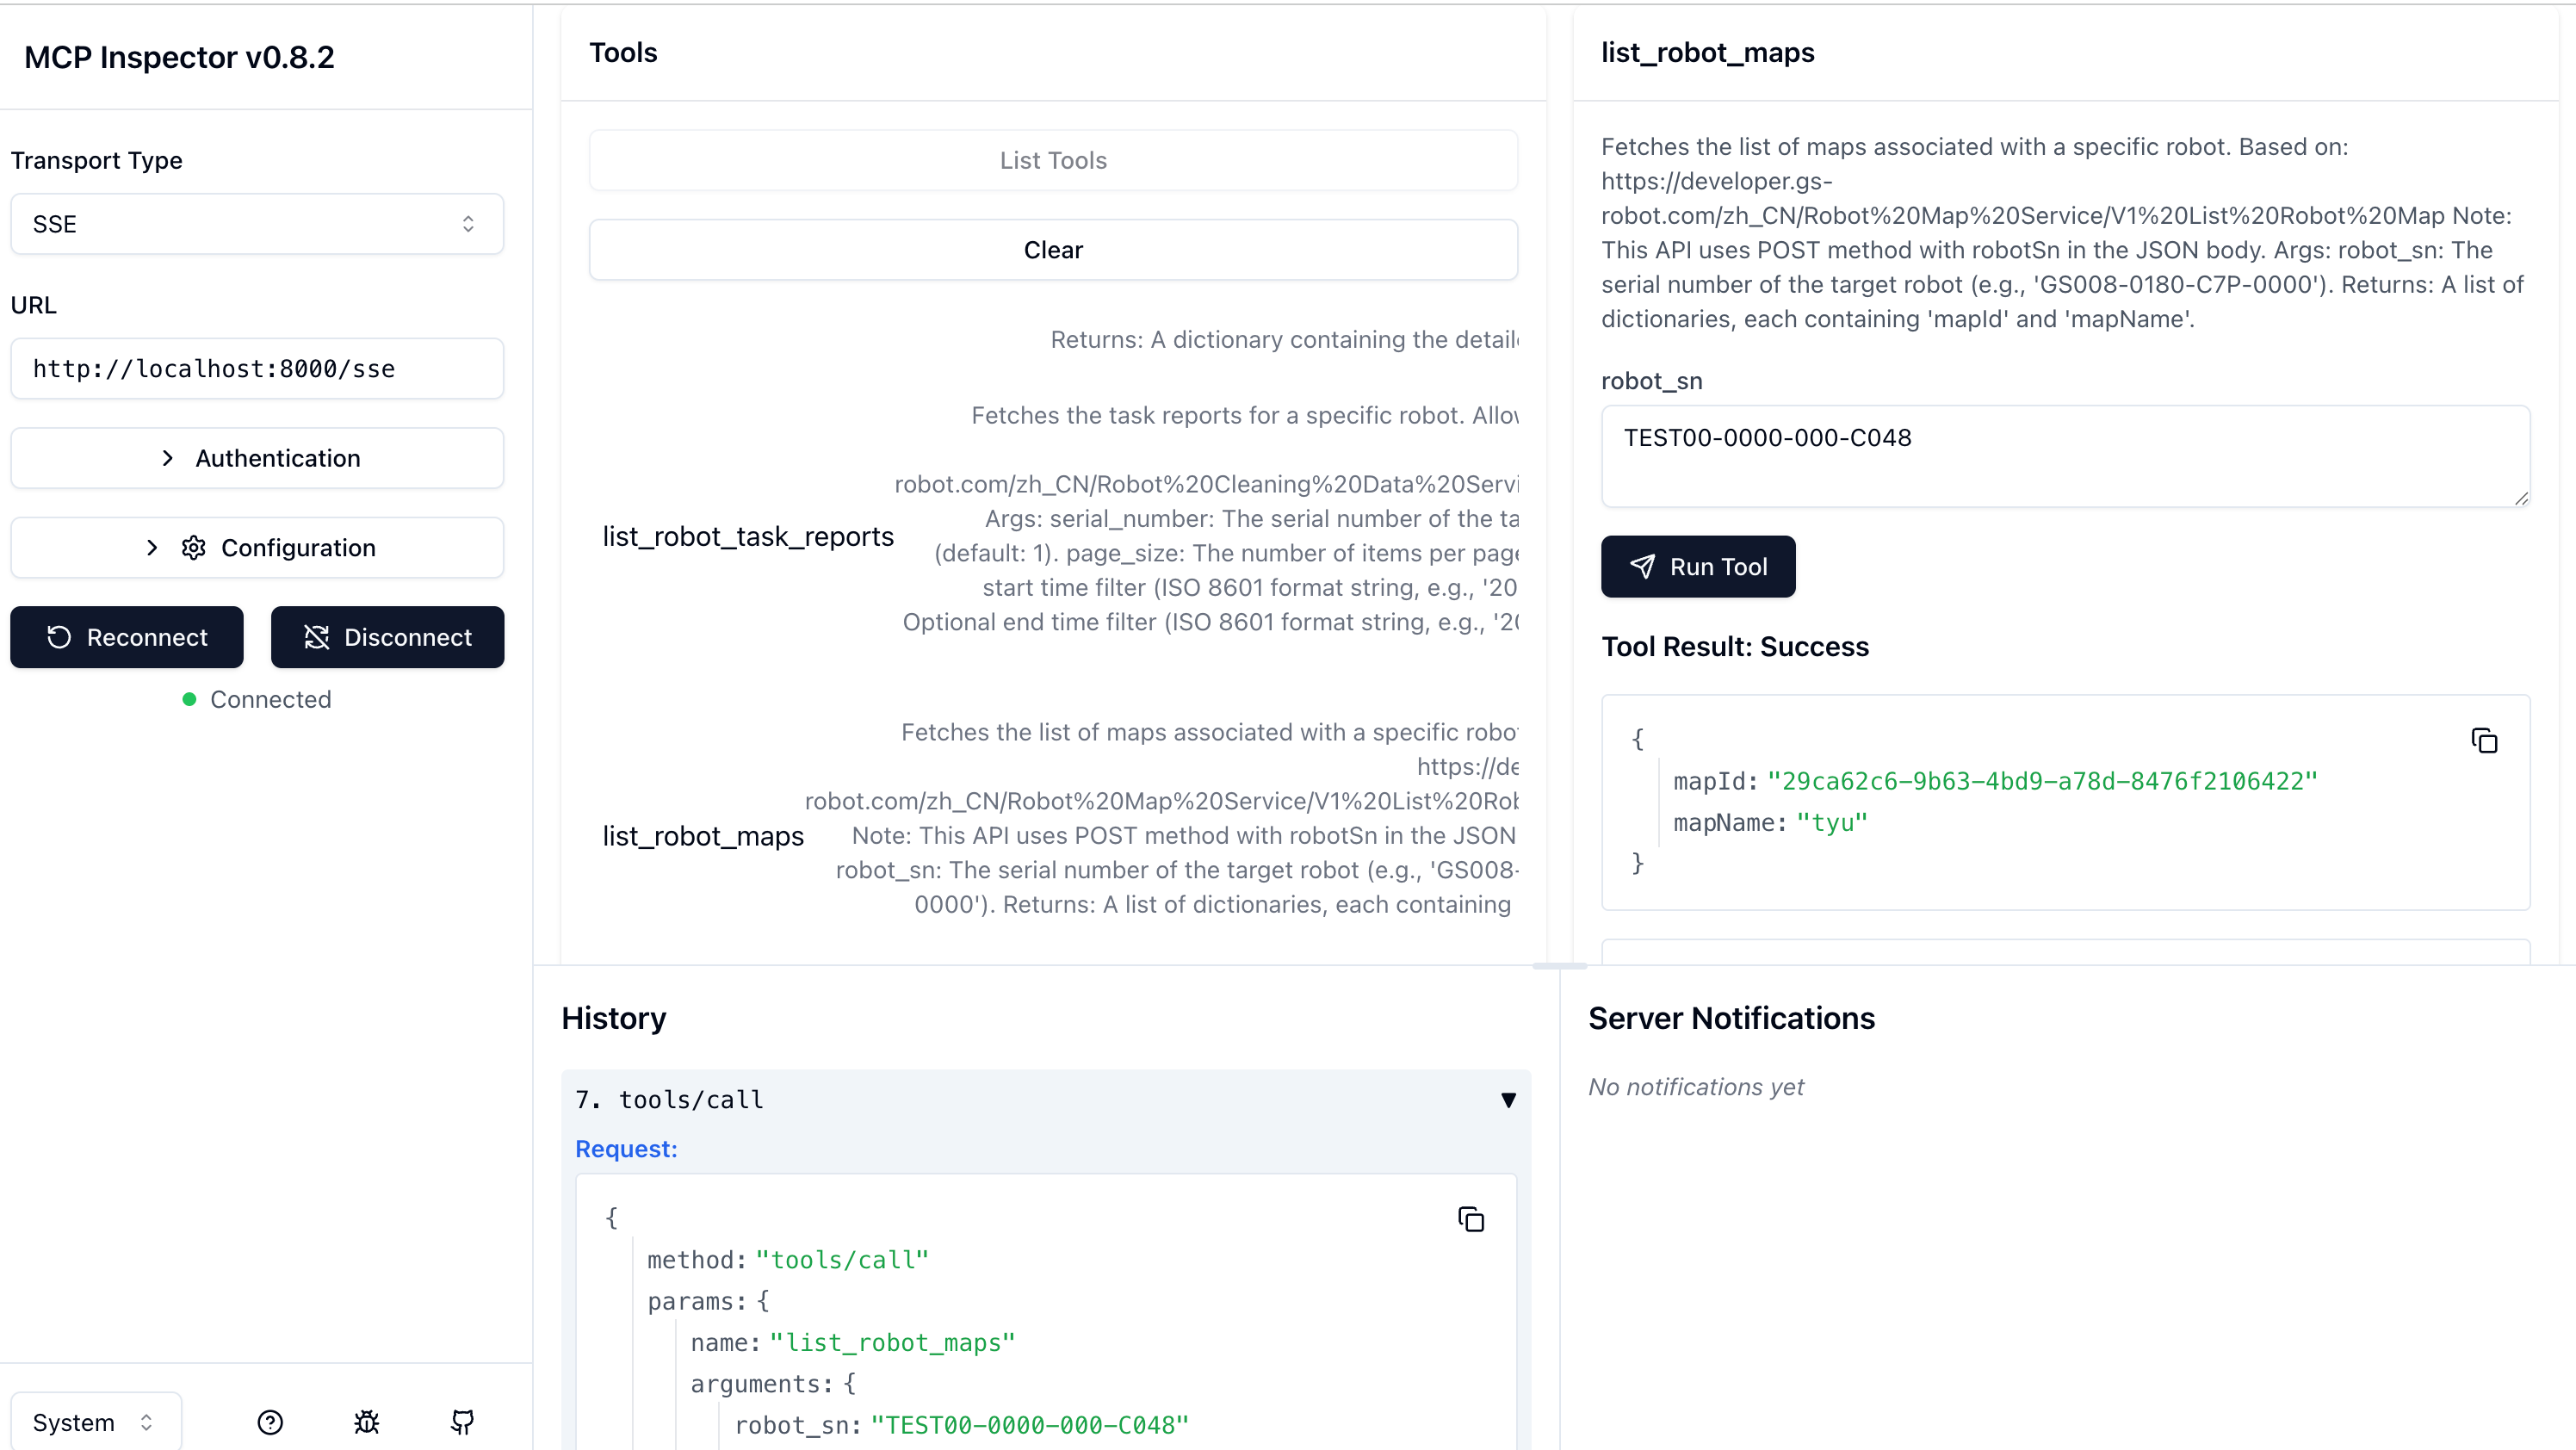 MCP Inspector v0.8.2
Transport Type
SSE
URL
http://localhost:8000/sse
Authentication
Configuration
Reconnect
Disconnect
Connected
System
Tools
List Tools
Clear
Returns: A dictionary containing the detail
Fetches the task reports for a specific robot. Allo
robot.com/zh_CN/Robot%20Cleaning%20Data%20Servi
Args: serial_number: The serial number of the ta
list_robot_task_reports
(default: 1). page_size: The number of items per page
start time filter (ISO 8601 format string, e.g., '20
Optional end time filter (ISO 8601 format string, e.g., '20
Fetches the list of maps associated with a specific robo
https://de
robot.com/zh_CN/Robot%20Map%20Service/V1%20List%20Rob
list_robot_maps
Note: This API uses POST method with robotSn in the JSON
robot_sn: The serial number of the target robot (e.g., 'GS008-
0000'). Returns: A list of dictionaries, each containing
list_robot_maps
Fetches the list of maps associated with a specific robot. Based on:
https://developer.gs-
robot.com/zh_CN/Robot%20Map%20Service/V1%20List%20Robot%20Map Note:
This API uses POST method with robotSn in the JSON body. Args: robot_sn: The
serial number of the target robot (e.g., 'GS008-0180-C7P-0000'). Returns: A list of
dictionaries, each containing 'mapId' and 'mapName'.
robot_sn
TEST00-0000-000-C048
Run Tool
Tool Result: Success
{
mapId: "29ca62c6-9b63-4bd9-a78d-8476f2106422"
mapName: "tyu"
}
History
7. tools/call
Request:
{
method: "tools/call"
params: {
name: "list_robot_maps"
arguments: {
robot_sn: "TEST00-0000-000-C048"
Server Notifications
No notifications yet